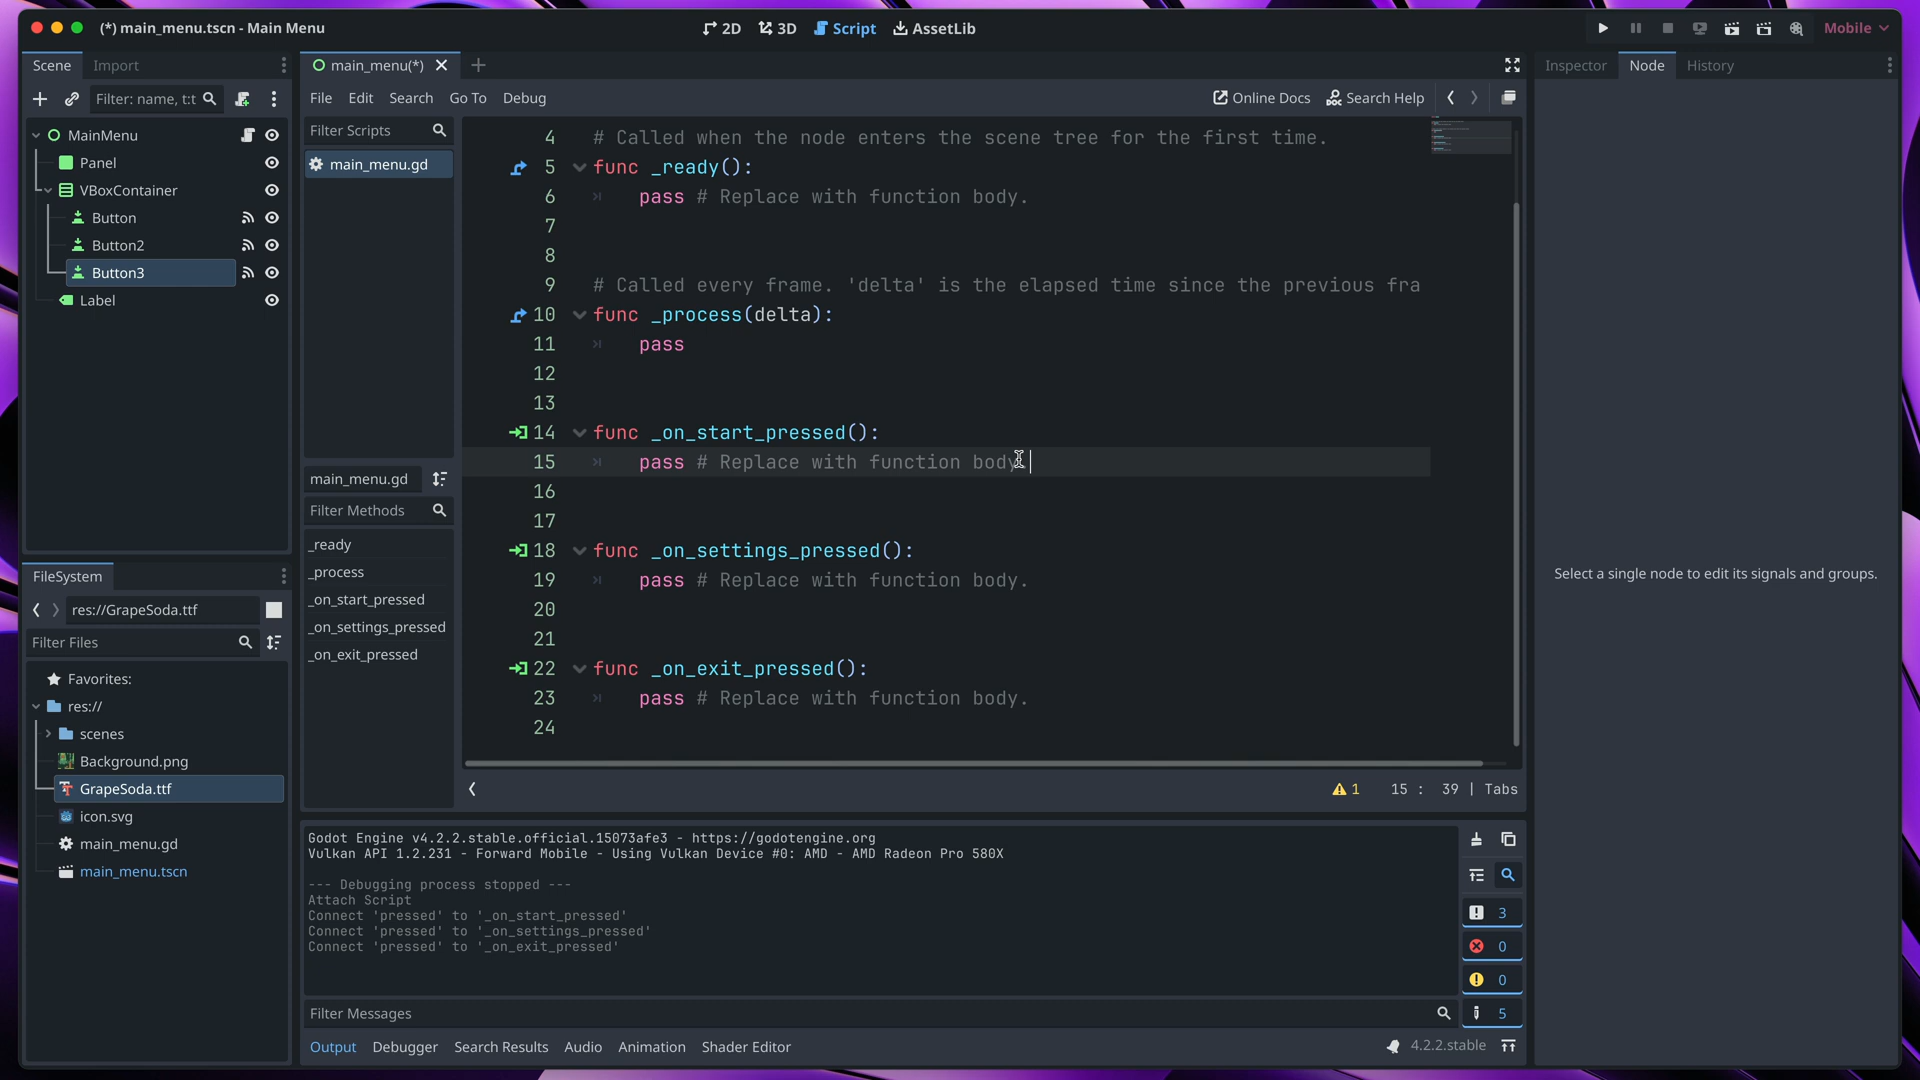 (*) main_menu.tscn - Main Menu
2D
3D
Script
AssetLib
Mobile
Scene
Import
Filter: name, t:t
MainMenu
Panel
VBoxContainer
Button
Button2
Button3
Label
FileSystem
res://GrapeSoda.ttf
Filter Files
Favorites:
res://
scenes
Background.png
GrapeSoda.ttf
icon.svg
main_menu.gd
main_menu.tscn
main_menu(*)
File Edit Search Go To Debug
Online Docs
Search Help
Filter Scripts
main_menu.gd
main_menu.gd
Filter Methods
_ready
_process
_on_start_pressed
_on_settings_pressed
_on_exit_pressed
4 # Called when the node enters the scene tree for the first time.
5 func _ready():
6 pass # Replace with function body.
7
8
9 # Called every frame. 'delta' is the elapsed time since the previous fra
10 func _process(delta):
11 pass
12
13
14 func _on_start_pressed():
15 pass # Replace with function body.
16
17
18 func _on_settings_pressed():
19 pass # Replace with function body.
20
21
22 func _on_exit_pressed():
23 pass # Replace with function body.
24
1 15 : 39 | Tabs
Godot Engine v4.2.2.stable.official.15073afe3 - https://godotengine.org
Vulkan API 1.2.231 - Forward Mobile - Using Vulkan Device #0: AMD - AMD Radeon Pro 580X
--- Debugging process stopped ---
Attach Script
Connect 'pressed' to '_on_start_pressed'
Connect 'pressed' to '_on_settings_pressed'
Connect 'pressed' to '_on_exit_pressed'
3
0
0
5
Filter Messages
Output Debugger Search Results Audio Animation Shader Editor
4.2.2.stable
Inspector
Node
History
Select a single node to edit its signals and groups.